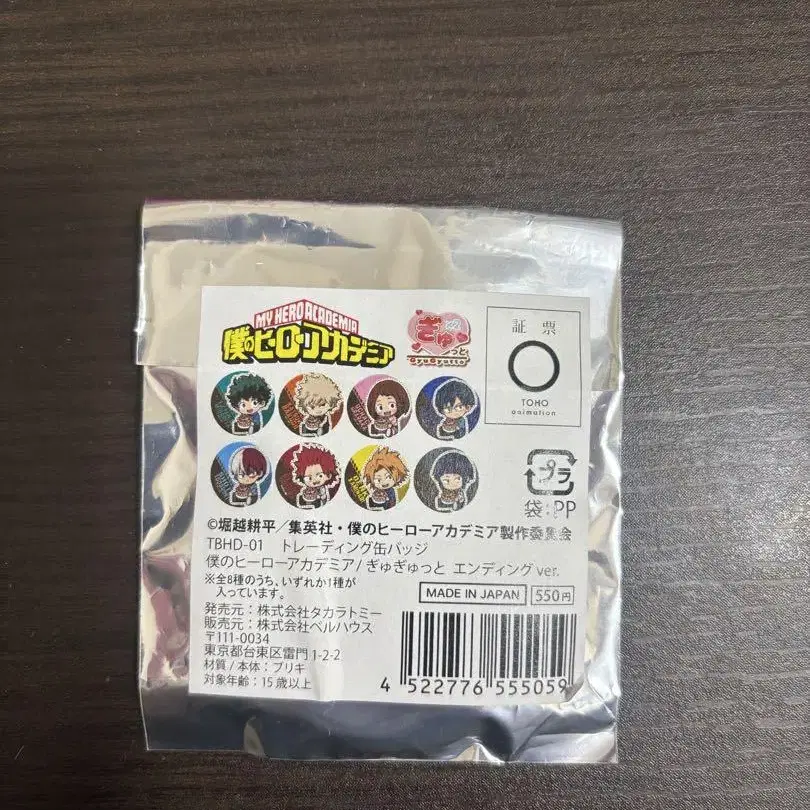 MY HERO ACADEMIA
僕のヒーローアカデミア
ぎゅ
っと
GyuGyutto
証票
TOHO
animation
プラ
袋:PP
©堀越耕平/集英社・僕のヒーローアカデミア製作委員会
TBHD-01 トレーディング缶バッジ
僕のヒーローアカデミア/ぎゅぎゅっと エンディングver.
※全8種のうち、いずれか1種が
入っています。
MADE IN JAPAN 550円
発売元:株式会社タカラトミー
販売元:株式会社ベルハウス
〒111-0034
東京都台東区雷門1-2-2
材質/本体:ブリキ
対象年齢:15歳以上
4 522776 555059